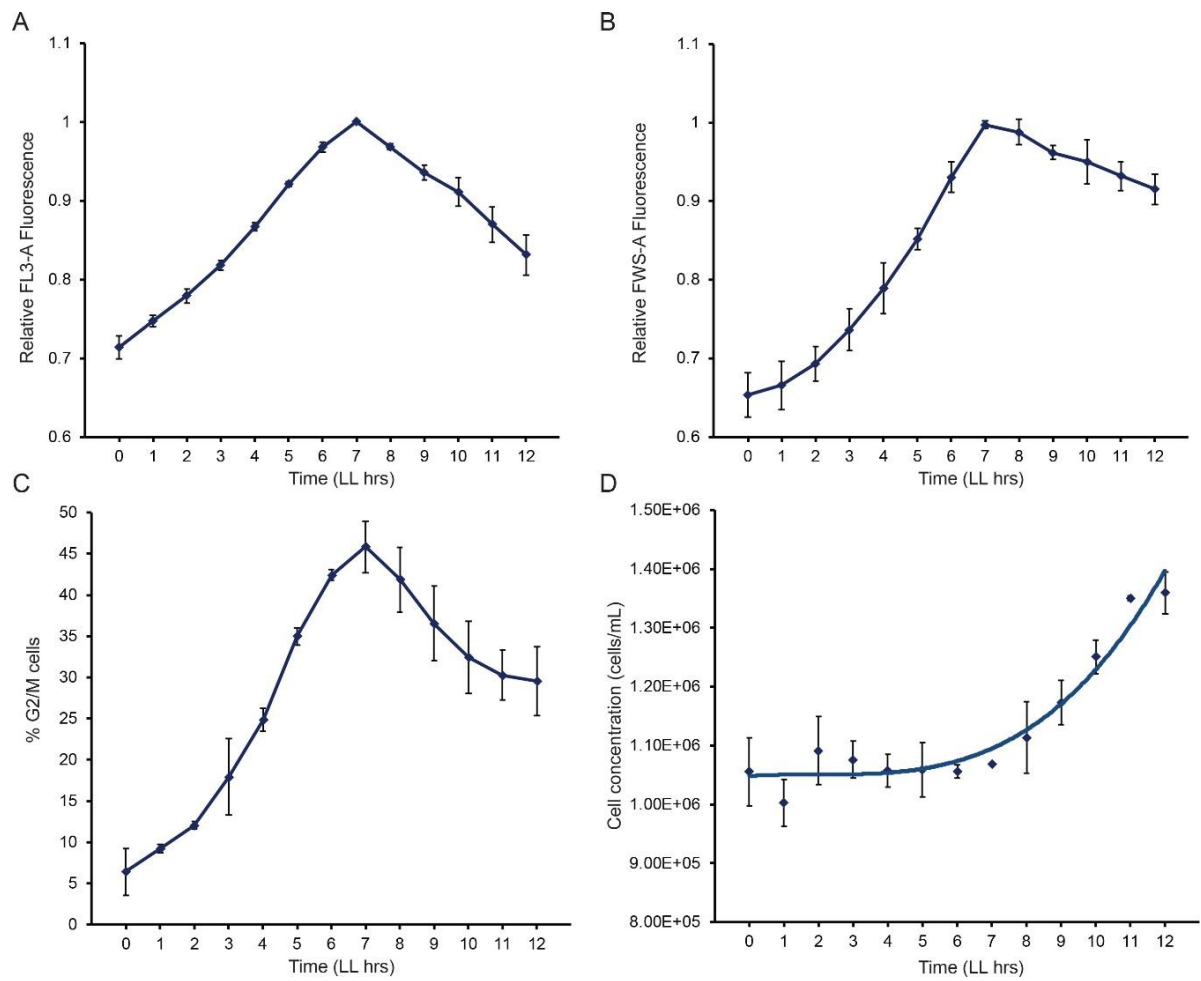 A
Relative FL3-A Fluorescence
1.1
1
0.9
0.8
0.7
0.6
0 1 2 3 4 5 6 7 8 9 10 11 12
Time (LL hrs)
B
Relative FWS-A Fluorescence
1.1
1
0.9
0.8
0.7
0.6
0 1 2 3 4 5 6 7 8 9 10 11 12
Time (LL hrs)
C
% G2/M cells
50
45
40
35
30
25
20
15
10
5
0
0 1 2 3 4 5 6 7 8 9 10 11 12
Time (LL hrs)
D
Cell concentration (cells/mL)
1.50E+06
1.40E+06
1.30E+06
1.20E+06
1.10E+06
1.00E+06
9.00E+05
8.00E+05
0 1 2 3 4 5 6 7 8 9 10 11 12
Time (LL hrs)